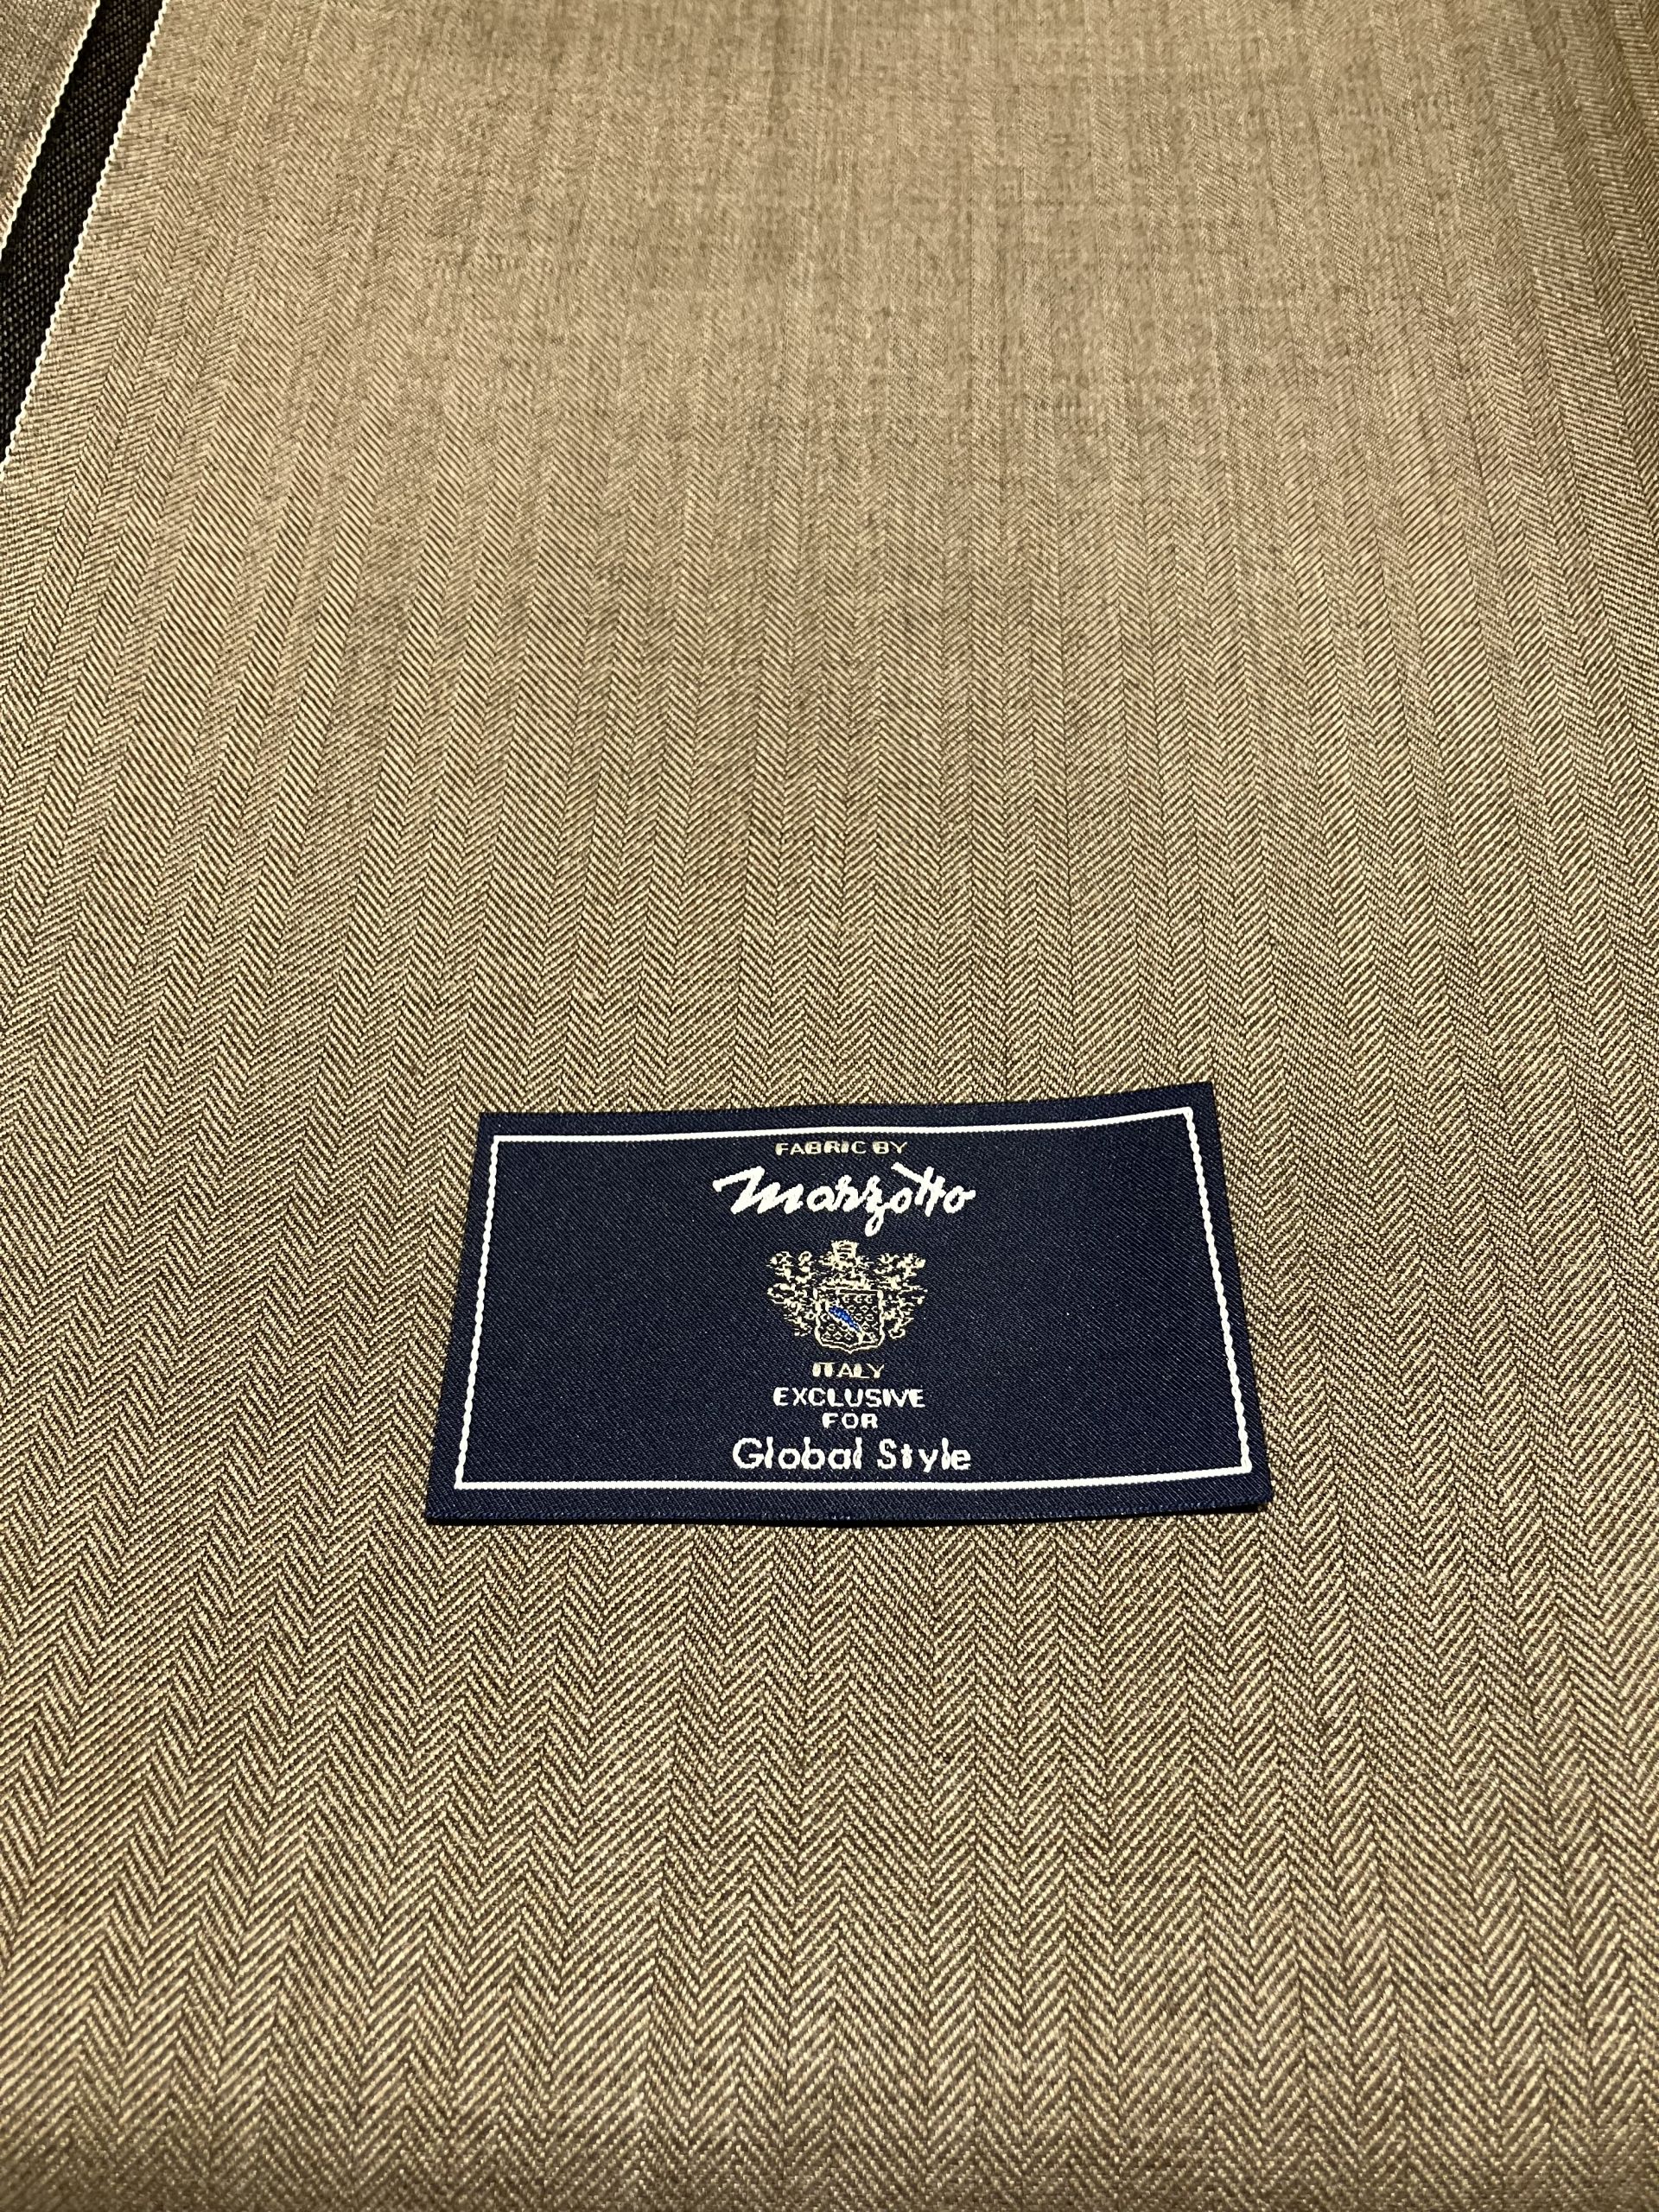 FABRIC BY
Marzotto
ITALY
EXCLUSIVE
FOR
Global Style